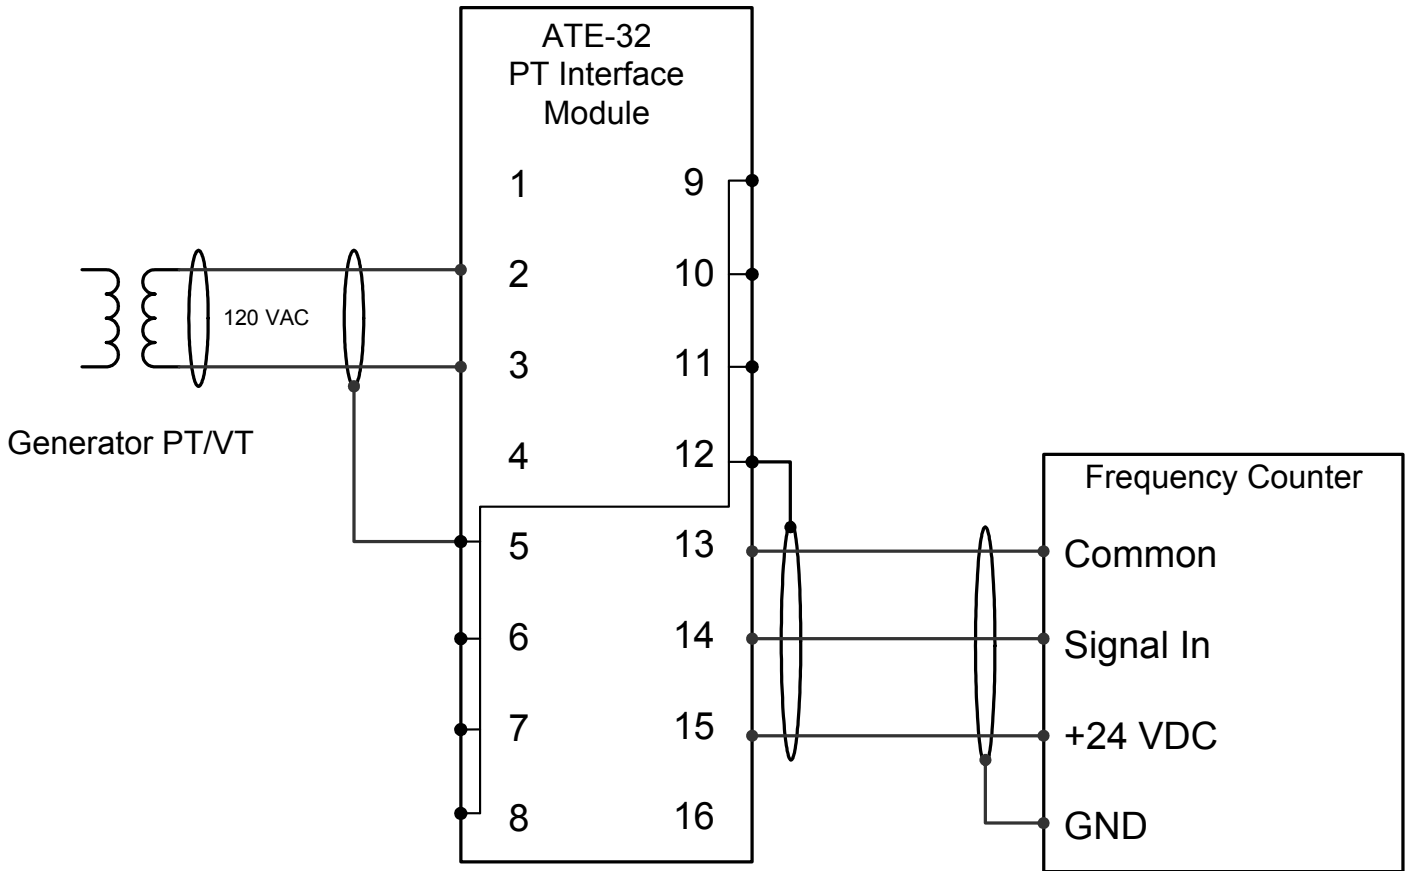 ATE-32
PT Interface
Module
1
9
2
10
120 VAC
3
11
Generator PT/VT
4
12
Frequency Counter
5
13
Common
6
14
Signal In
7
15
+24 VDC
8
16
GND